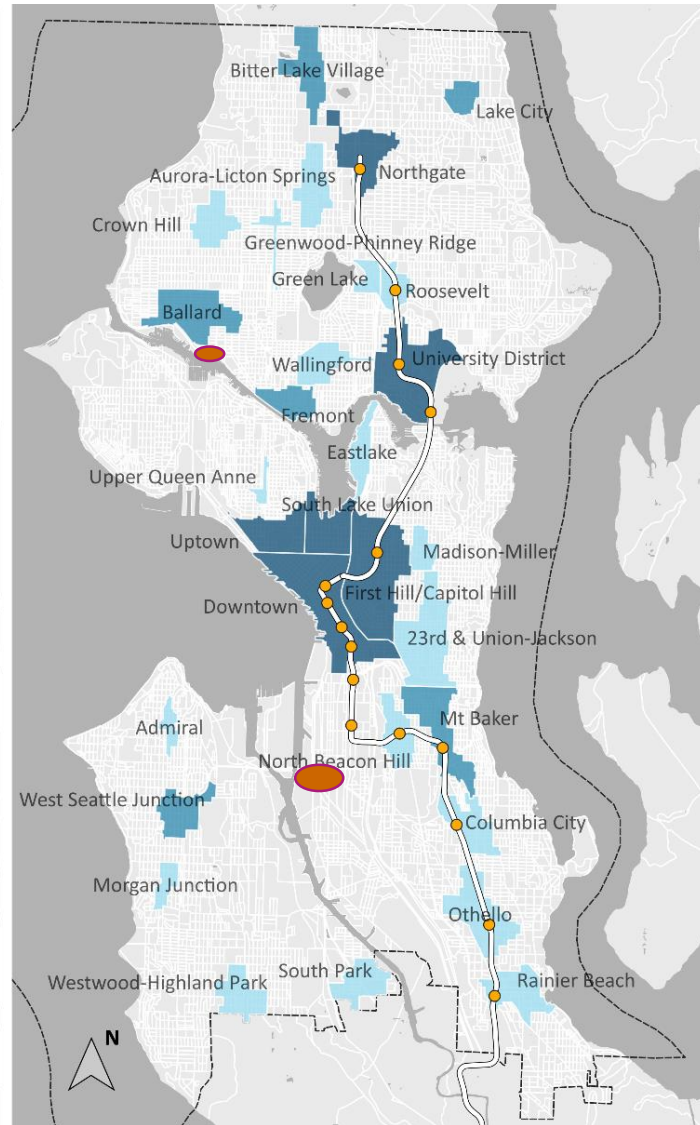 Bitter Lake Village
Lake City
Northgate
Aurora-Licton Springs
Crown Hill
Greenwood-Phinney Ridge
Green Lake
Roosevelt
Ballard
Wallingford
University District
Fremont
Eastlake
Upper Queen Anne
South Lake Union
Uptown
Madison-Miller
First Hill/Capitol Hill
Downtown
23rd & Union-Jackson
Admiral
Mt Baker
North Beacon Hill
West Seattle Junction
Columbia City
Morgan Junction
Othello
South Park
Westwood-Highland Park
Rainier Beach
N